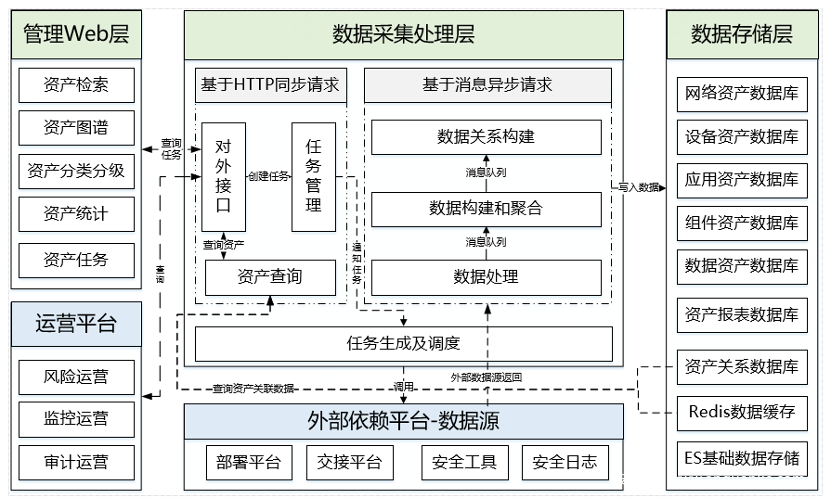 管理Web层
资产检索
资产图谱
资产分类分级
资产统计
资产任务
运营平台
风险运营
监控运营
审计运营
查询
任务
查询
数据采集处理层
基于HTTP同步请求
对外接口
创建任务
任务管理
查询资产
资产查询
通知任务
基于消息异步请求
数据关系构建
消息队列
数据构建和聚合
消息队列
数据处理
任务生成及调度
查询资产关联数据
调用
外部数据源返回
外部依赖平台-数据源
部署平台
交接平台
安全工具
安全日志
写入数据
数据存储层
网络资产数据库
设备资产数据库
应用资产数据库
组件资产数据库
数据资产数据库
资产报表数据库
资产关系数据库
Redis数据缓存
ES基础数据存储